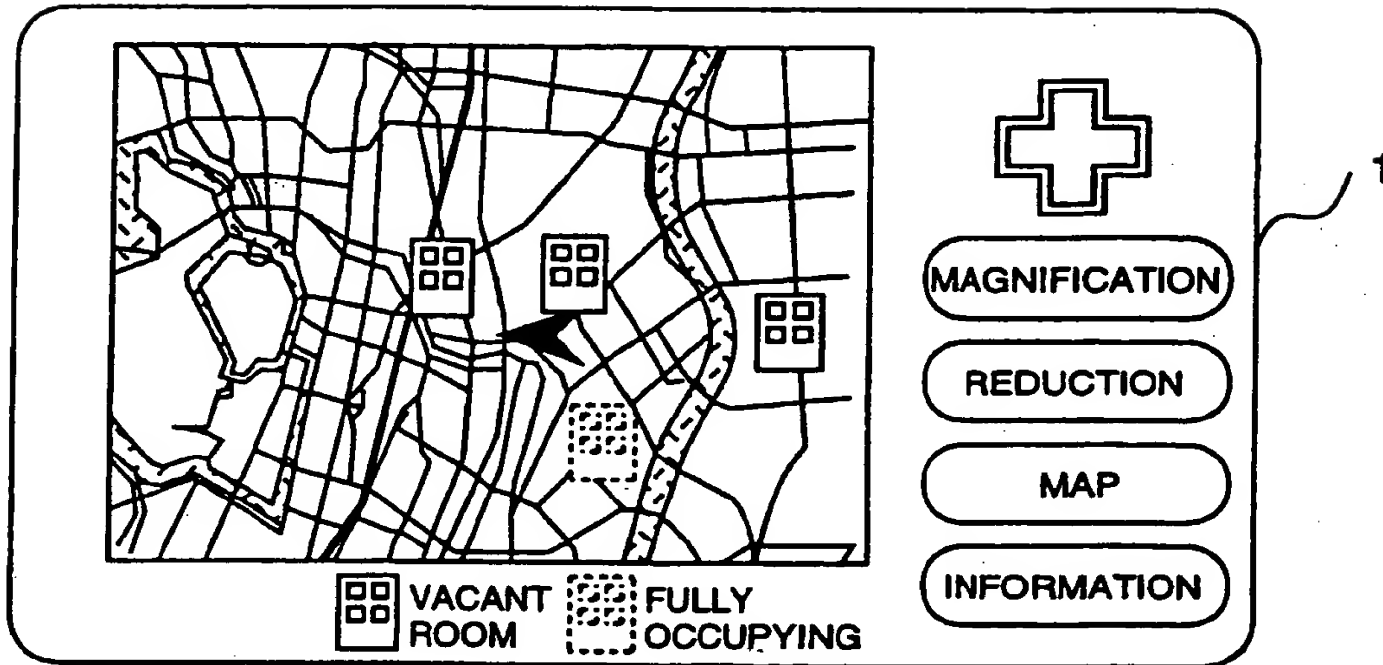 1
MAGNIFICATION
REDUCTION
MAP
INFORMATION
VACANT
ROOM
FULLY
OCCUPYING